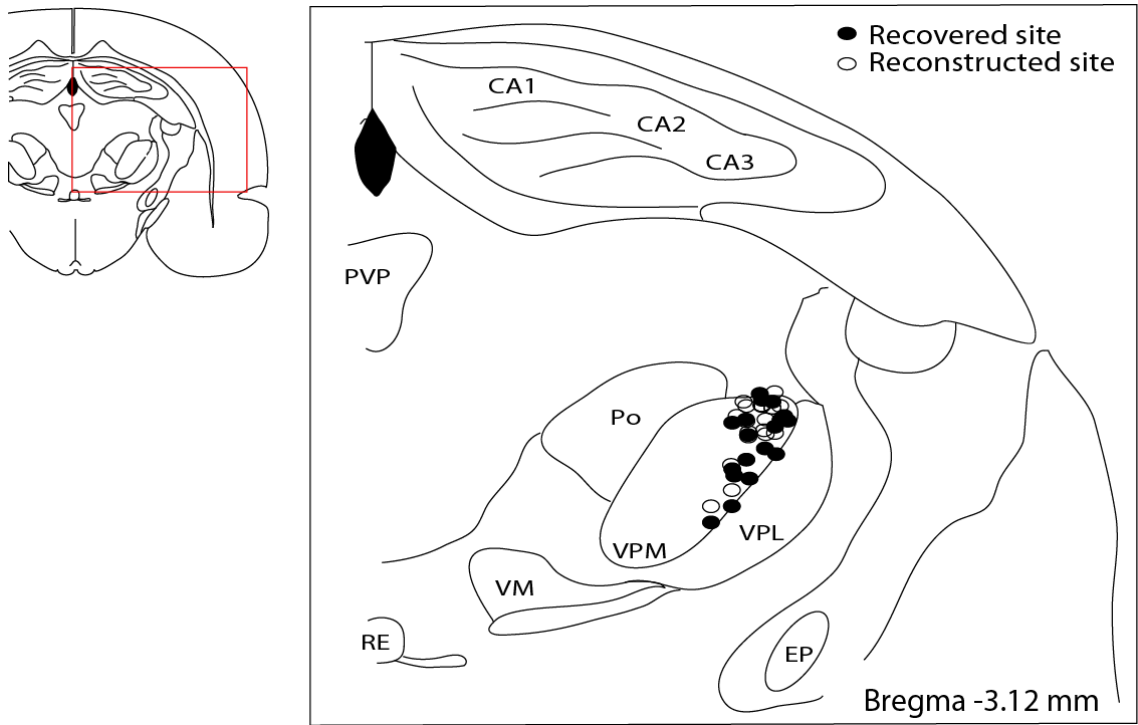 Recovered site
Reconstructed site
CA1
CA2
CA3
PVP
Po
VPL
VPM
VM
RE
EP
Bregma -3.12 mm